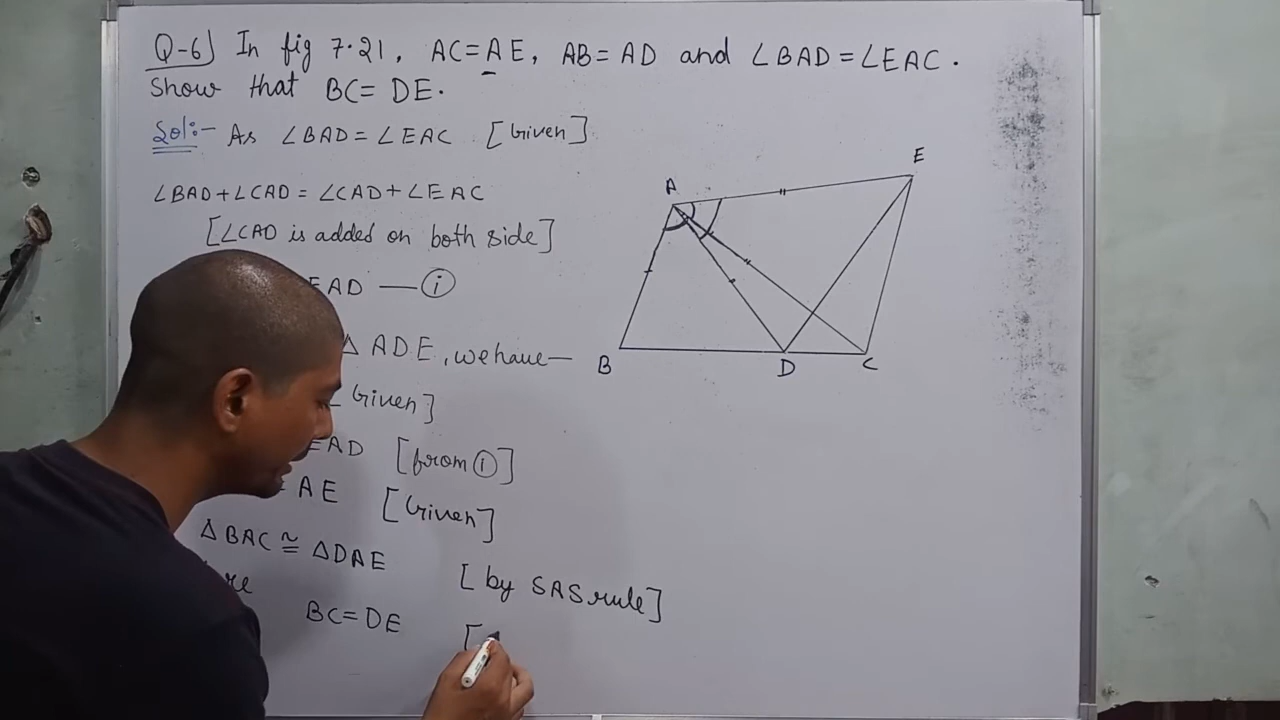 Q-6) In fig 7.21, AC=AE, AB=AD and ∠BAD=∠EAC.
Show that BC=DE.
Sol:- As ∠BAD=∠EAC [Given]
∠BAD+∠CAD=∠CAD+∠EAC
[∠CAD is added on both side]
EAD — ⓘ
Δ ADE, we have—
[Given]
EAD [from ⓘ]
= AE [Given]
ΔBAC≅ΔDAE [by SAS rule]
BC=DE [
A
E
B
D
C